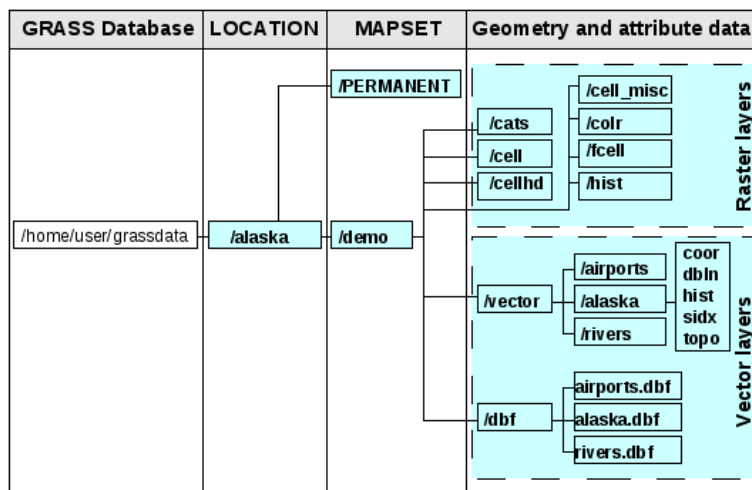 GRASS Database
LOCATION
MAPSET
Geometry and attribute data
/PERMANENT
/cell_misc
/cats
/colr
/cell
/fcell
/cellhd
/hist
Raster layers
/home/user/grassdata
/alaska
/demo
/vector
/airports
/alaska
/rivers
coor
dbln
hist
sidx
topo
/dbf
airports.dbf
alaska.dbf
rivers.dbf
Vector layers